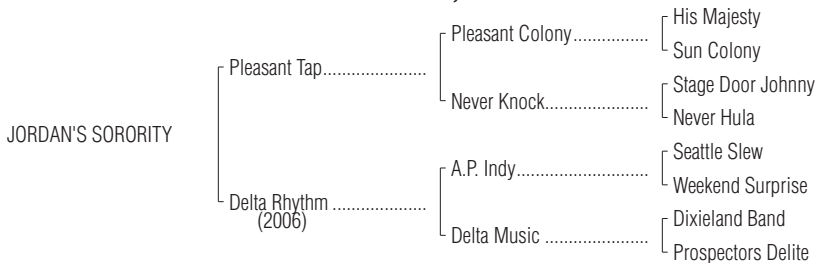 His Majesty
Pleasant Colony................
Sun Colony
Pleasant Tap......................
Stage Door Johnny
Never Knock......................
Never Hula
JORDAN'S SORORITY
Seattle Slew
A.P. Indy............................
Weekend Surprise
Delta Rhythm ....................
(2006)
Dixieland Band
Delta Music ......................
Prospectors Delite